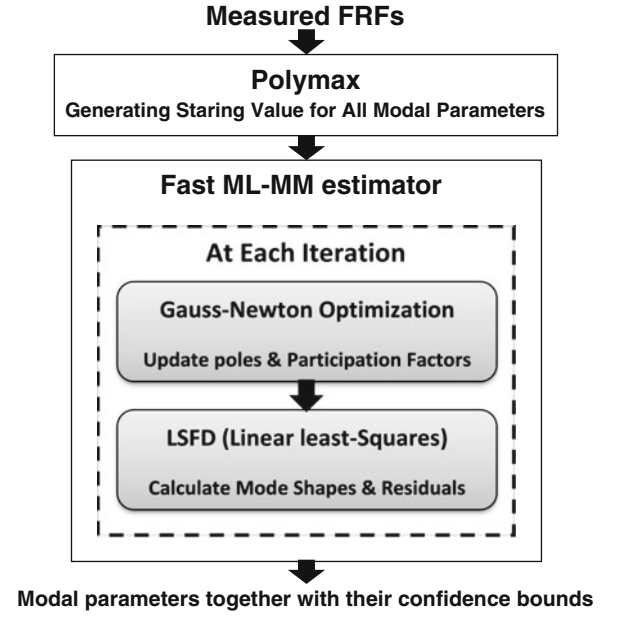 Measured FRFs
Polymax
Generating Staring Value for All Modal Parameters
Fast ML-MM estimator
At Each Iteration
Gauss-Newton Optimization
Update poles & Participation Factors
LSFD (Linear least-Squares)
Calculate Mode Shapes & Residuals
Modal parameters together with their confidence bounds